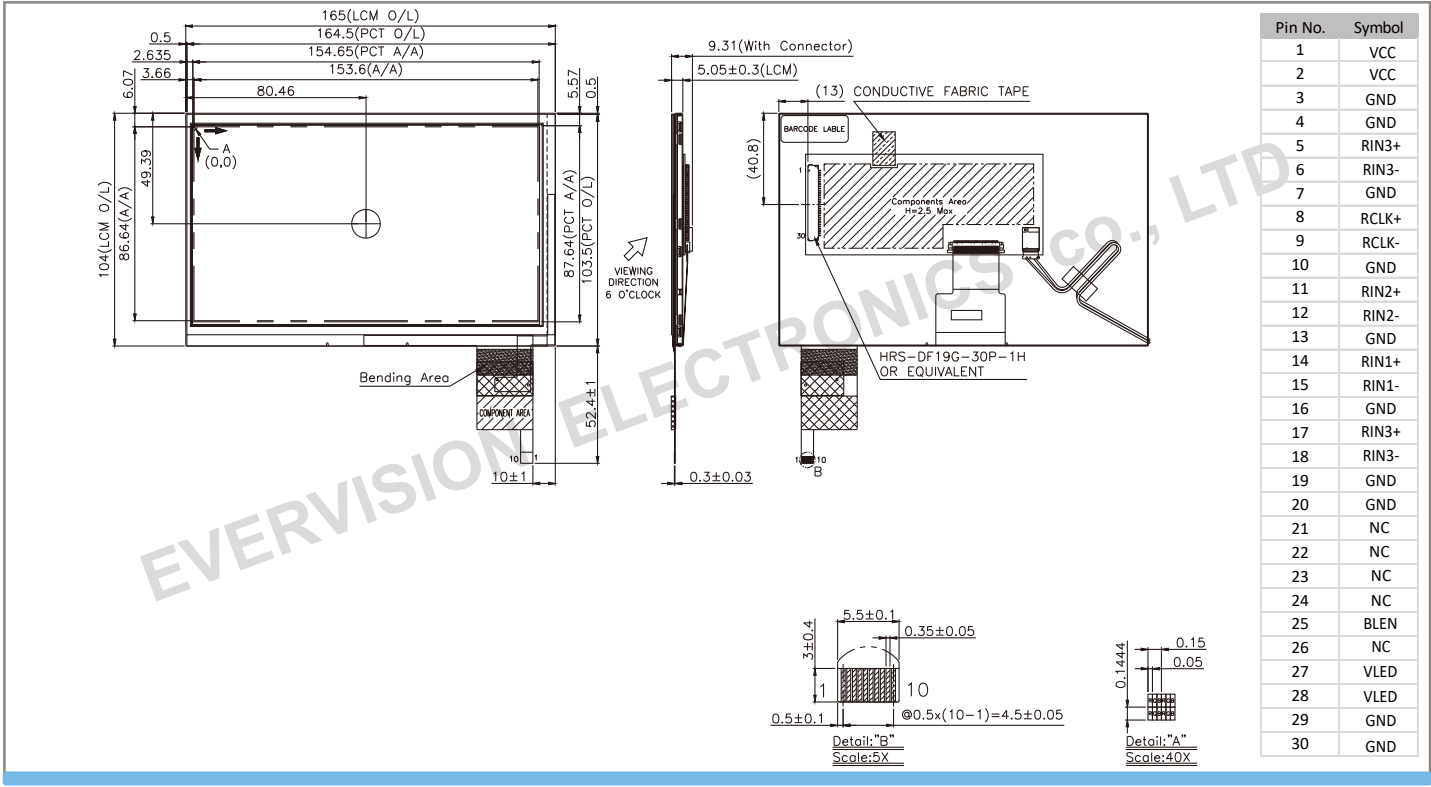 165(LCM O/L)
164.5(PCT O/L)
0.5
154.65(PCT A/A)
2.635
153.6(A/A)
3.66
6.07
80.46
5.57
0.5
A
(0,0)
49.39
104(LCM O/L)
86.64(A/A)
87.64(PCT A/A)
103.5(PCT O/L)
Bending Area
COMPONENT AREA
10 1
52.4±1
10±1
9.31(With Connector)
5.05±0.3(LCM)
VIEWING
DIRECTION
6 O'CLOCK
0.3±0.03
(13) CONDUCTIVE FABRIC TAPE
BARCODE LABLE
(40.8)
1
30
Components Area
H=2.5 Max
HRS-DF19G-30P-1H
OR EQUIVALENT
1 10
B
5.5±0.1
0.35±0.05
3±0.4
1 10
0.5±0.1
@0.5x(10-1)=4.5±0.05
Detail:"B"
Scale:5X
0.15
0.05
0.1444
Detail:"A"
Scale:40X
EVERVISION ELECTRONICS CO., LTD
Pin No. Symbol
1 VCC
2 VCC
3 GND
4 GND
5 RIN3+
6 RIN3-
7 GND
8 RCLK+
9 RCLK-
10 GND
11 RIN2+
12 RIN2-
13 GND
14 RIN1+
15 RIN1-
16 GND
17 RIN3+
18 RIN3-
19 GND
20 GND
21 NC
22 NC
23 NC
24 NC
25 BLEN
26 NC
27 VLED
28 VLED
29 GND
30 GND